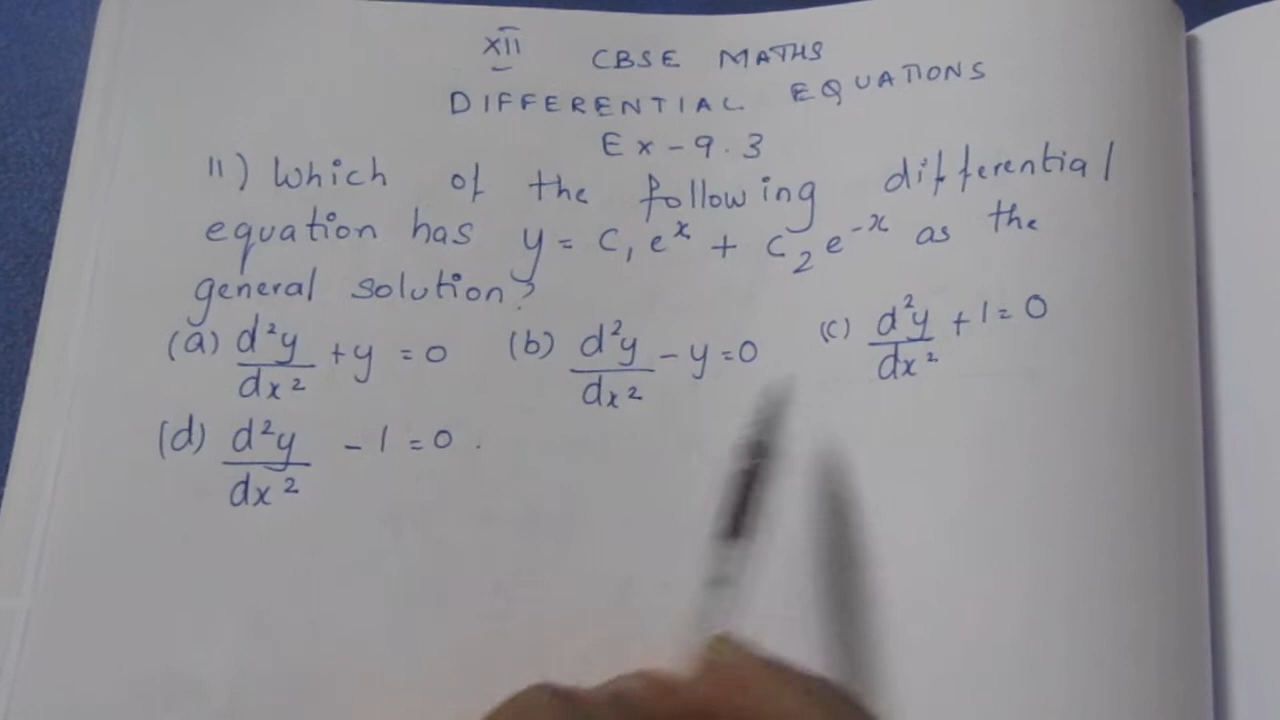 XII CBSE MATHS
DIFFERENTIAL EQUATIONS
Ex-9.3
11) Which of the following differential
equation has y = C₁eˣ + C₂e⁻ˣ as the
general solution?
(a) d²y/dx² + y = 0 (b) d²y/dx² - y = 0 (c) d²y/dx² + 1 = 0
(d) d²y/dx² - 1 = 0.